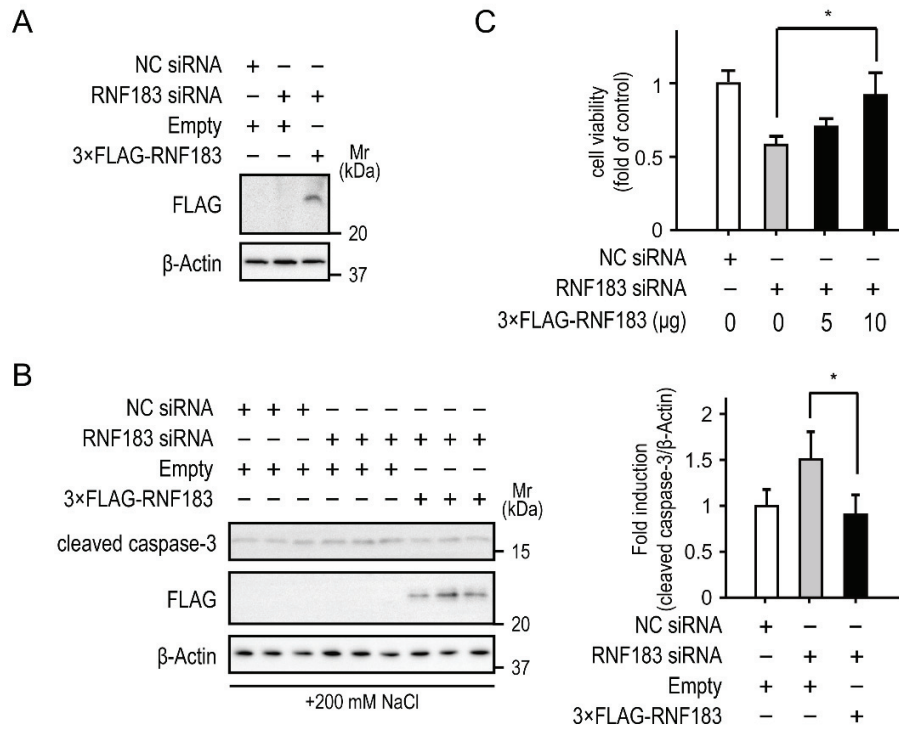 A
NC siRNA + – –
RNF183 siRNA – + +
Empty + + –
3×FLAG-RNF183 – – +
Mr
(kDa)
FLAG
20
β-Actin
37
C
*
cell viability
(fold of control)
1
0.5
0
NC siRNA + – – –
RNF183 siRNA – + + +
3×FLAG-RNF183 (μg) 0 0 5 10
B
NC siRNA + + + – – – – – –
RNF183 siRNA – – – + + + + + +
Empty + + + + + + – – –
3×FLAG-RNF183 – – – – – – + + +
Mr
(kDa)
cleaved caspase-3
15
FLAG
20
β-Actin
37
+200 mM NaCl
*
Fold induction
(cleaved caspase-3/β-Actin)
2
1.5
1
0.5
0
NC siRNA + – –
RNF183 siRNA – + +
Empty + + –
3×FLAG-RNF183 – – +